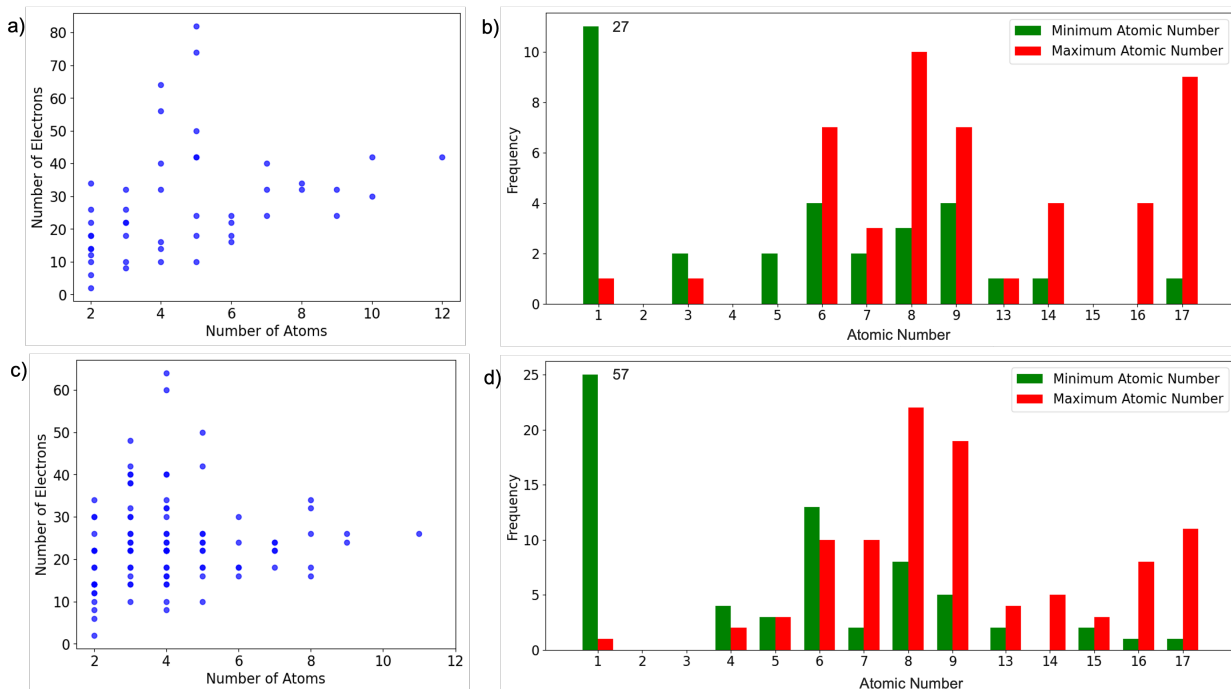 a)
Number of Electrons
80
70
60
50
40
30
20
10
0
2 4 6 8 10 12
Number of Atoms
b)
27
Minimum Atomic Number
Maximum Atomic Number
Frequency
10
8
6
4
2
0
1 2 3 4 5 6 7 8 9 13 14 15 16 17
Atomic Number
c)
Number of Electrons
60
50
40
30
20
10
0
2 4 6 8 10 12
Number of Atoms
d)
57
Minimum Atomic Number
Maximum Atomic Number
Frequency
25
20
15
10
5
0
1 2 3 4 5 6 7 8 9 13 14 15 16 17
Atomic Number